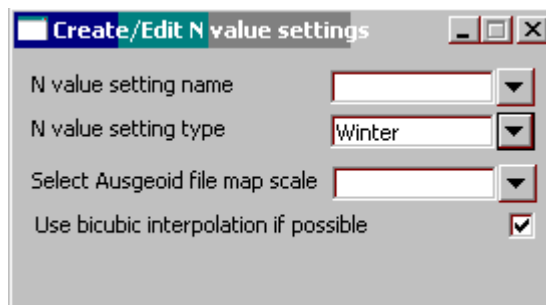 Create/Edit N value settings
N value setting name
N value setting type Winter
Select Ausgeoid file map scale
Use bicubic interpolation if possible